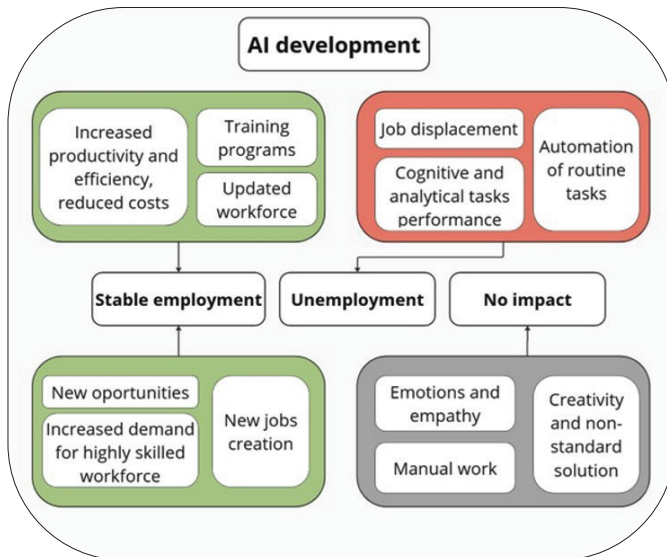 AI development
Increased
productivity and
efficiency,
reduced costs
Training
programs
Updated
workforce
Job displacement
Cognitive and
analytical tasks
performance
Automation
of routine
tasks
Stable employment
Unemployment
No impact
New oportunities
Increased demand
for highly skilled
workforce
New jobs
creation
Emotions and
empathy
Manual work
Creativity
and non-
standard
solution